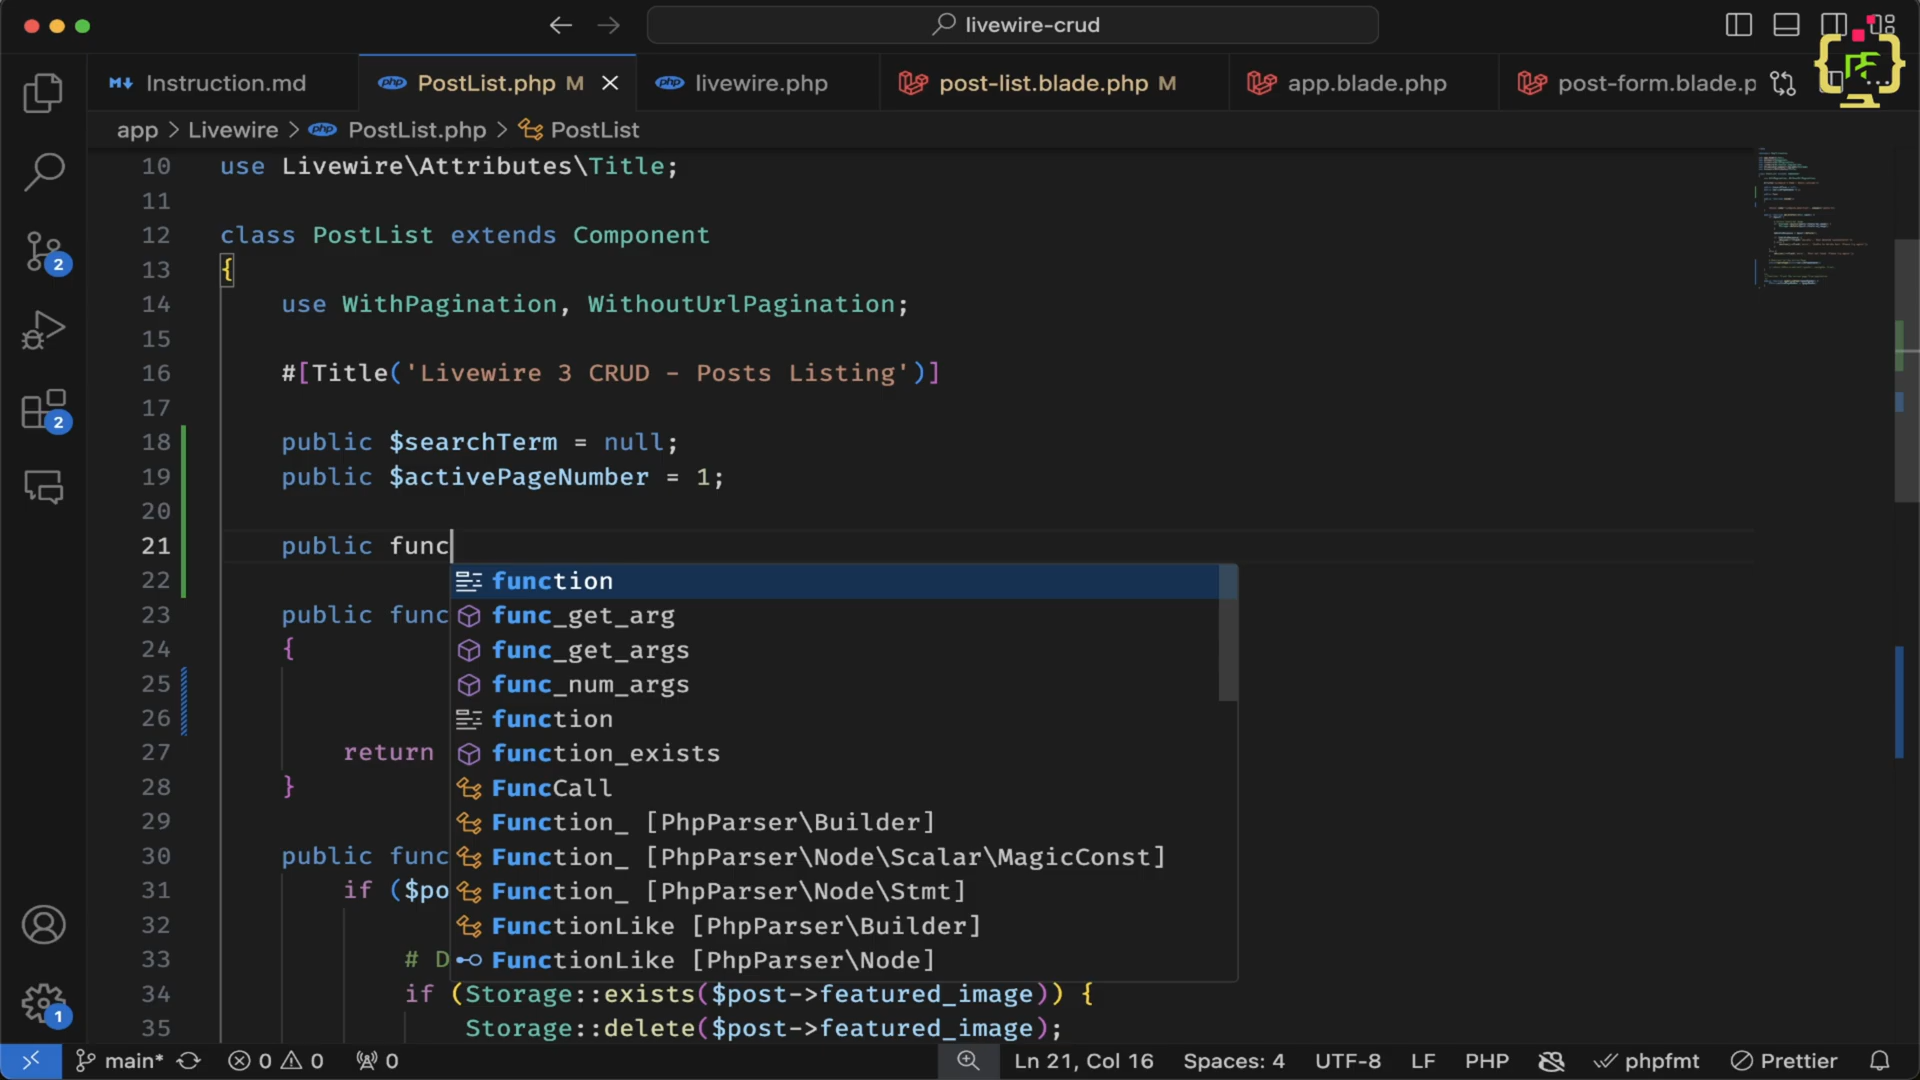 livewire-crud
Instruction.md
PostList.php M
livewire.php
post-list.blade.php M
app.blade.php
post-form.blade.p
app > Livewire > PostList.php > PostList
10 use Livewire\Attributes\Title;
11
12 class PostList extends Component
13 {
14 use WithPagination, WithoutUrlPagination;
15
16 #[Title('Livewire 3 CRUD - Posts Listing')]
17
18 public $searchTerm = null;
19 public $activePageNumber = 1;
20
21 public func
22 function
func_get_arg
23 public func
func_get_args
24 {
25 func_num_args
26 function
27 return
function_exists
28 }
FuncCall
29 Function_ [PhpParser\Builder]
30 public func
Function_ [PhpParser\Node\Scalar\MagicConst]
31 if ($po
Function_ [PhpParser\Node\Stmt]
32 FunctionLike [PhpParser\Builder]
33 # D
FunctionLike [PhpParser\Node]
34 if (Storage::exists($post->featured_image)) {
35 Storage::delete($post->featured_image);
2
2
1
main* 0 0 0
Ln 21, Col 16 Spaces: 4 UTF-8 LF PHP phpfmt Prettier